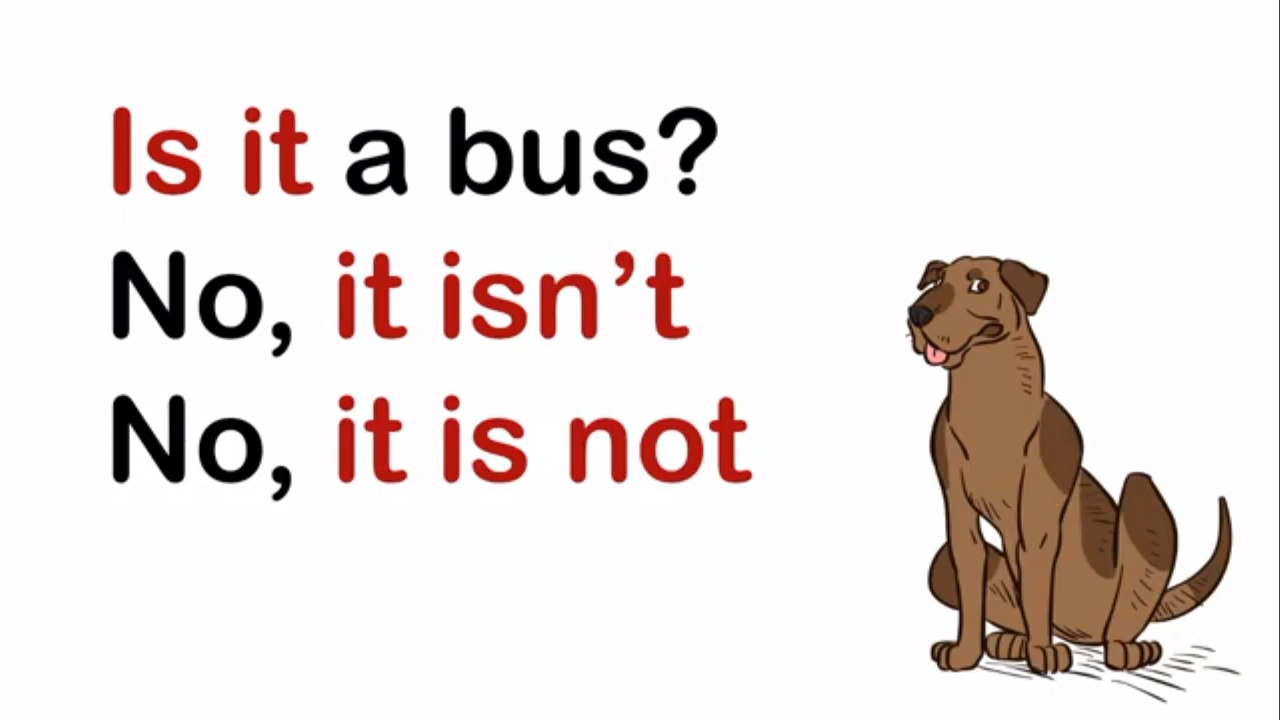 Is it a bus?
No, it isn’t
No, it is not